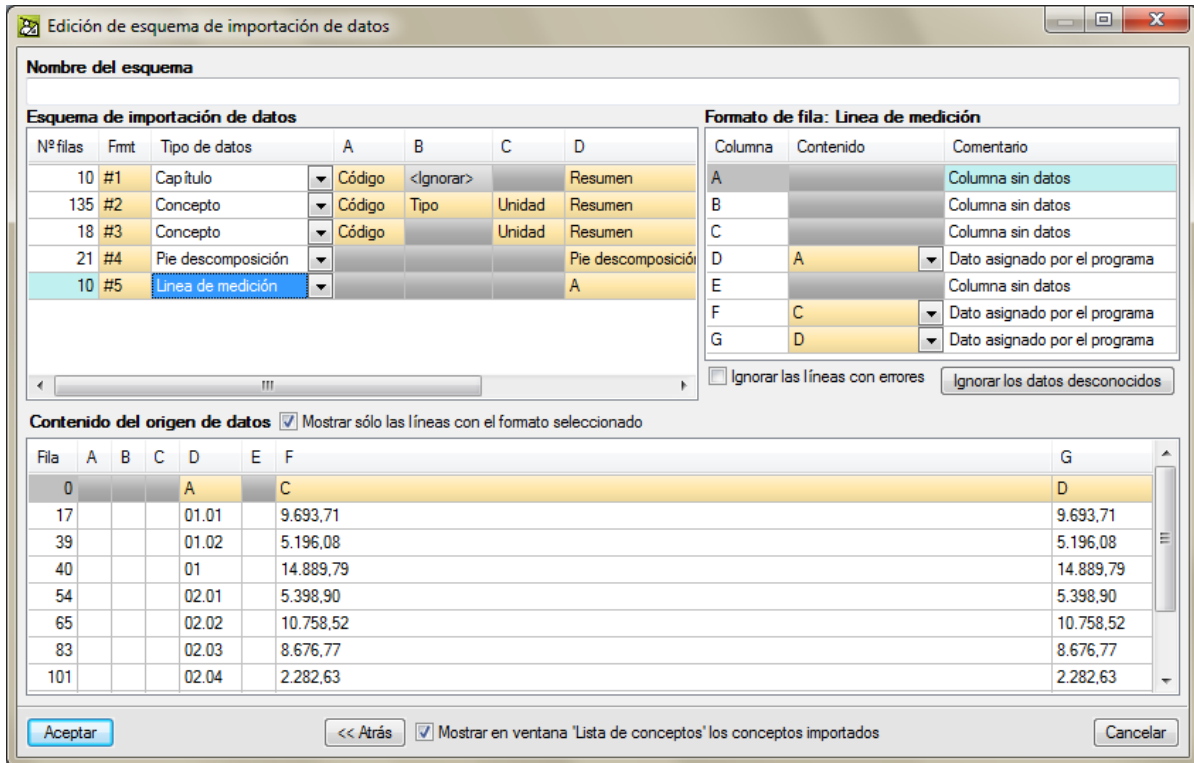 Edición de esquema de importación de datos
Nombre del esquema
Esquema de importación de datos
Nº filas Frmt Tipo de datos A B C D
10 #1 Capítulo Código <Ignorar> Resumen
135 #2 Concepto Código Tipo Unidad Resumen
18 #3 Concepto Código Unidad Resumen
21 #4 Pie descomposición Pie descomposición
10 #5 Linea de medición A
Formato de fila: Linea de medición
Columna Contenido Comentario
A Columna sin datos
B Columna sin datos
C Columna sin datos
D A Dato asignado por el programa
E Columna sin datos
F C Dato asignado por el programa
G D Dato asignado por el programa
Ignorar las líneas con errores Ignorar los datos desconocidos
Contenido del origen de datos Mostrar sólo las líneas con el formato seleccionado
Fila A B C D E F G
0 A C D
17 01.01 9.693,71 9.693,71
39 01.02 5.196,08 5.196,08
40 01 14.889,79 14.889,79
54 02.01 5.398,90 5.398,90
65 02.02 10.758,52 10.758,52
83 02.03 8.676,77 8.676,77
101 02.04 2.282,63 2.282,63
Aceptar << Atrás Mostrar en ventana 'Lista de conceptos' los conceptos importados Cancelar